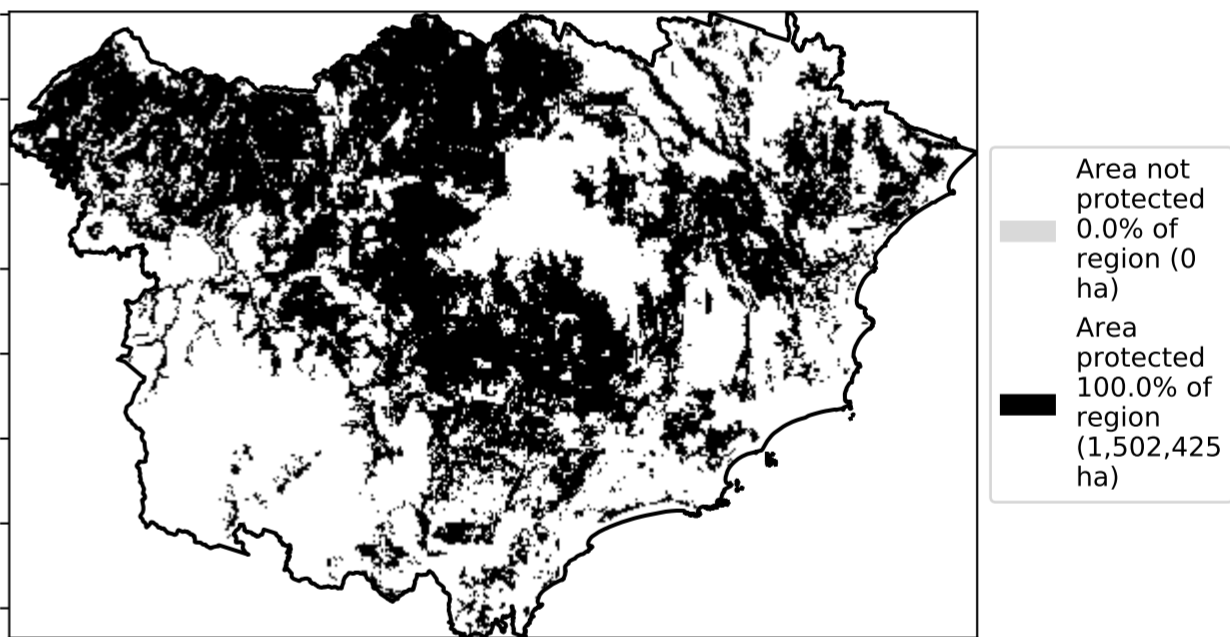 Area not
protected
0.0% of
region (0
ha)
Area
protected
100.0% of
region
(1,502,425
ha)